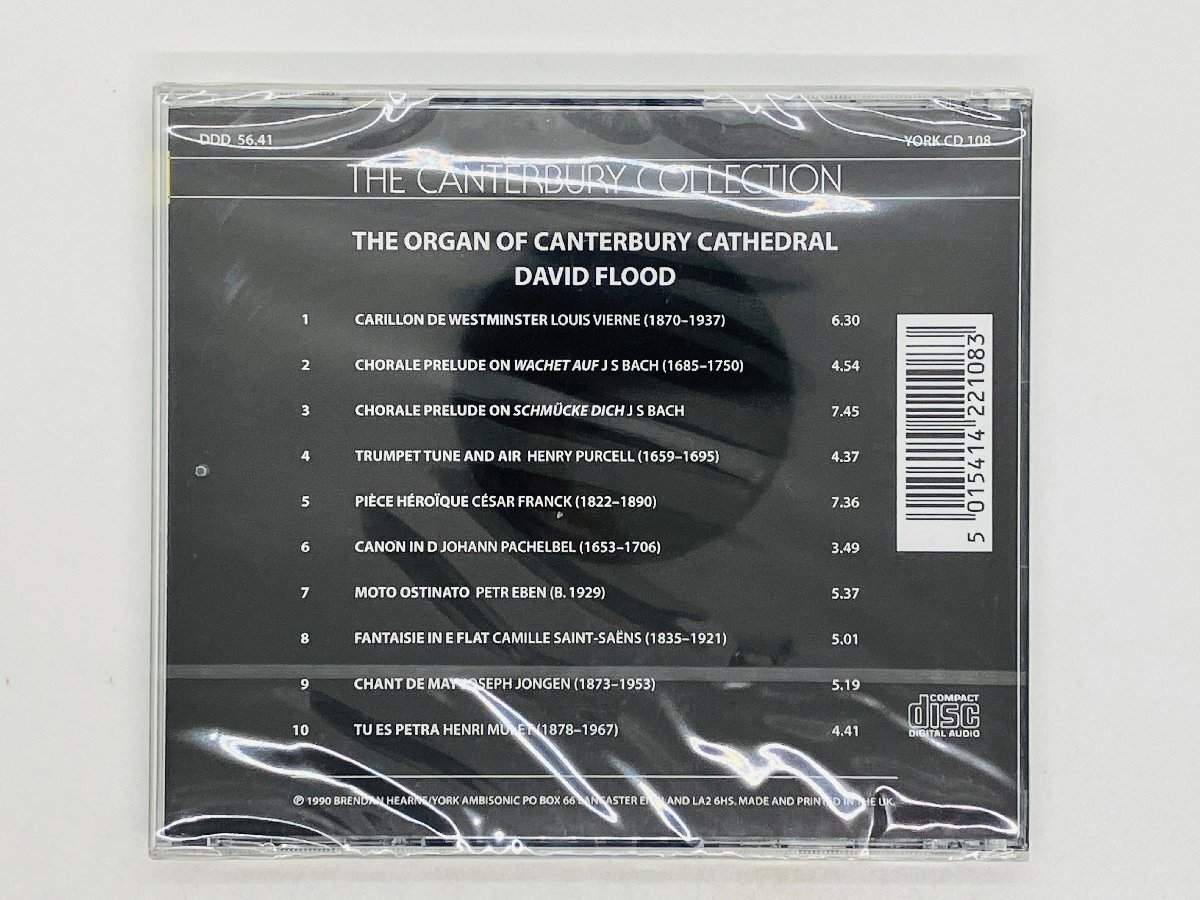 DDD 56.41
YORK CD 108
THE CANTERBURY COLLECTION
THE ORGAN OF CANTERBURY CATHEDRAL
DAVID FLOOD
1 CARILLON DE WESTMINSTER LOUIS VIERNE (1870–1937) 6.30
2 CHORALE PRELUDE ON WACHET AUF J S BACH (1685–1750) 4.54
3 CHORALE PRELUDE ON SCHMÜCKE DICH J S BACH 7.45
4 TRUMPET TUNE AND AIR HENRY PURCELL (1659–1695) 4.37
5 PIÈCE HÉROÏQUE CÉSAR FRANCK (1822–1890) 7.36
6 CANON IN D JOHANN PACHELBEL (1653–1706) 3.49
7 MOTO OSTINATO PETR EBEN (B. 1929) 5.37
8 FANTAISIE IN E FLAT CAMILLE SAINT-SAËNS (1835–1921) 5.01
9 CHANT DE MAY JOSEPH JONGEN (1873–1953) 5.19
10 TU ES PETRA HENRI MULET (1878–1967) 4.41
℗ 1990 BRENDAN HEARNE/YORK AMBISONIC PO BOX 66 LANCASTER ENGLAND LA2 6HS. MADE AND PRINTED IN THE UK.
5 015414 221083
COMPACT
disc
DIGITAL AUDIO